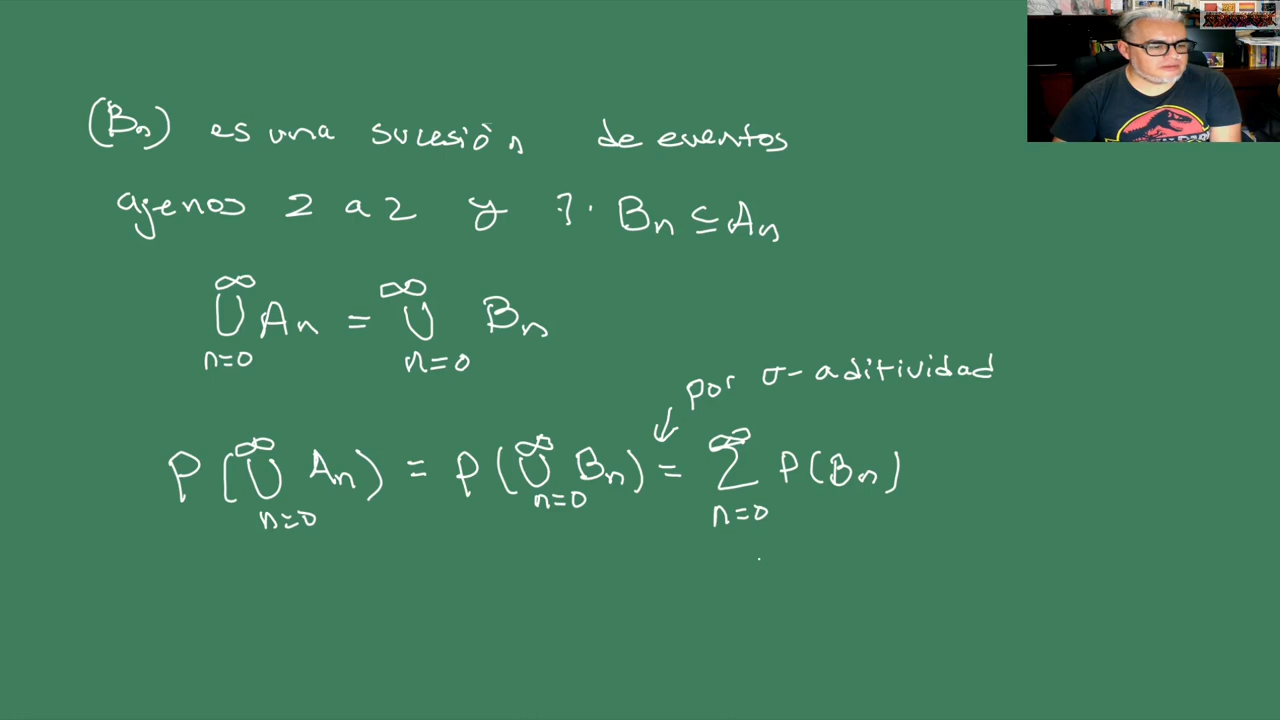 (Bₙ) es una sucesión de eventos
agenos 2 a 2 y ∃· Bₙ ⊆ Aₙ
∞ ∞
∪ Aₙ = ∪ Bₙ
n=0 n=0
por σ-aditividad
∞ ∞ ∞
P(∪ Aₙ) = P(∪ Bₙ) = Σ P(Bₙ)
n=0 n=0 n=0